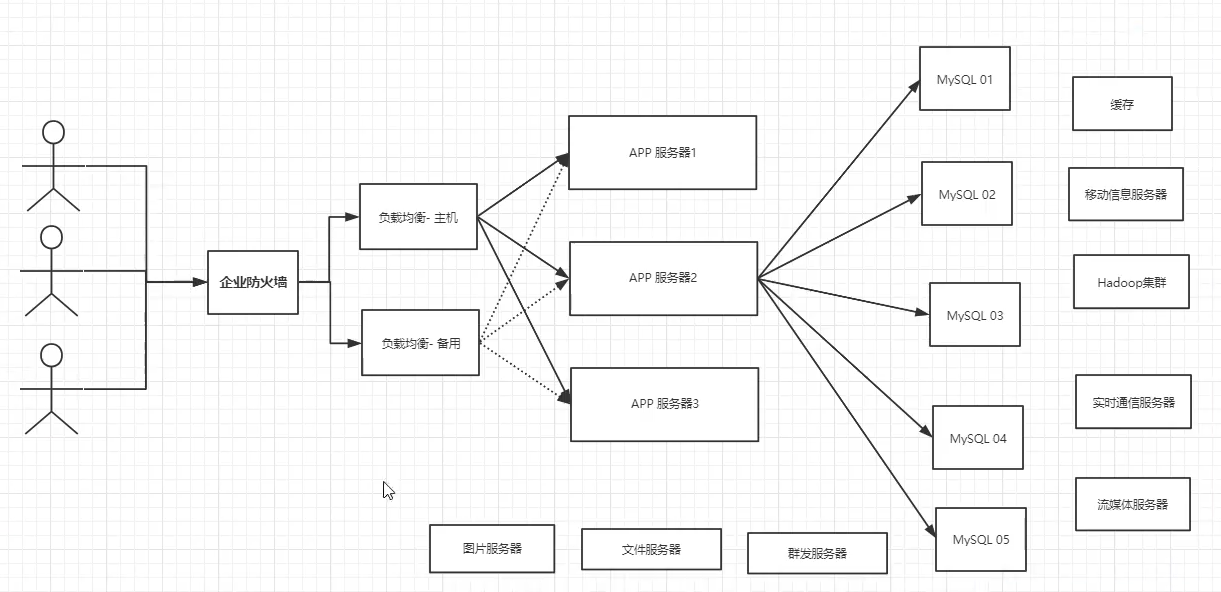 企业防火墙
负载均衡- 主机
负载均衡- 备用
APP 服务器1
APP 服务器2
APP 服务器3
MySQL 01
MySQL 02
MySQL 03
MySQL 04
MySQL 05
缓存
移动信息服务器
Hadoop集群
实时通信服务器
流媒体服务器
图片服务器
文件服务器
群发服务器